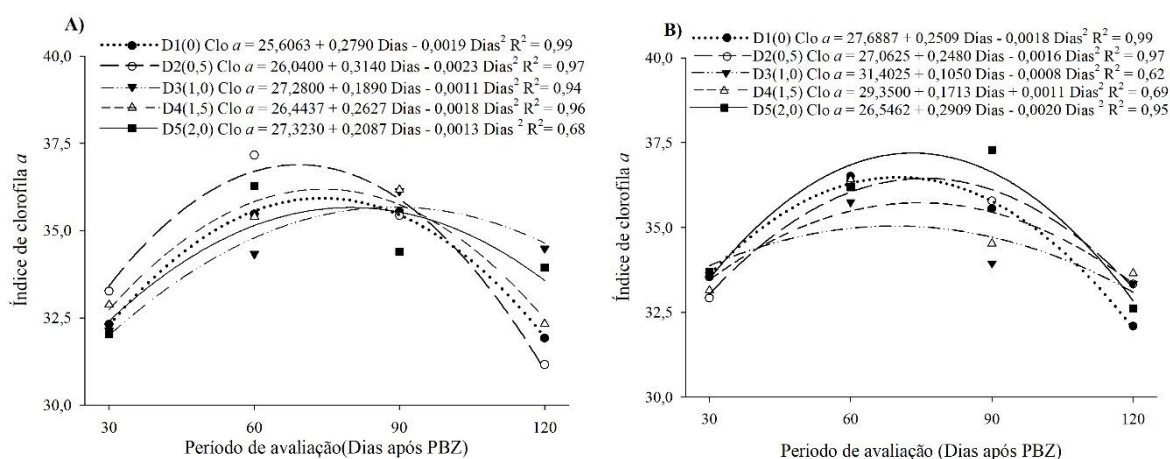 A)
D1(0) Clo a = 25,6063 + 0,2790 Dias - 0,0019 Dias² R² = 0,99
D2(0,5) Clo a = 26,0400 + 0,3140 Dias - 0,0023 Dias² R² = 0,97
D3(1,0) Clo a = 27,2800 + 0,1890 Dias - 0,0011 Dias² R²= 0,94
D4(1,5) Clo a = 26,4437 + 0,2627 Dias - 0,0018 Dias² R² = 0,96
D5(2,0) Clo a = 27,3230 + 0,2087 Dias - 0,0013 Dias ² R²= 0,68
Índice de clorofila a
40,0
37,5
35,0
32,5
30,0
30 60 90 120
Período de avaliação(Dias após PBZ)
B)
D1(0) Clo a = 27,6887 + 0,2509 Dias - 0,0018 Dias² R² = 0,99
D2(0,5) Clo a = 27,0625 + 0,2480 Dias - 0,0016 Dias² R² = 0,97
D3(1,0) Clo a = 31,4025 + 0,1050 Dias - 0,0008 Dias² R² = 0,62
D4(1,5) Clo a = 29,3500 + 0,1713 Dias + 0,0011 Dias² R² = 0,69
D5(2,0) Clo a = 26,5462 + 0,2909 Dias - 0,0020 Dias² R² = 0,95
Índice de clorofila a
40,0
37,5
35,0
32,5
30,0
30 60 90 120
Período de avaliação (Dias após PBZ)